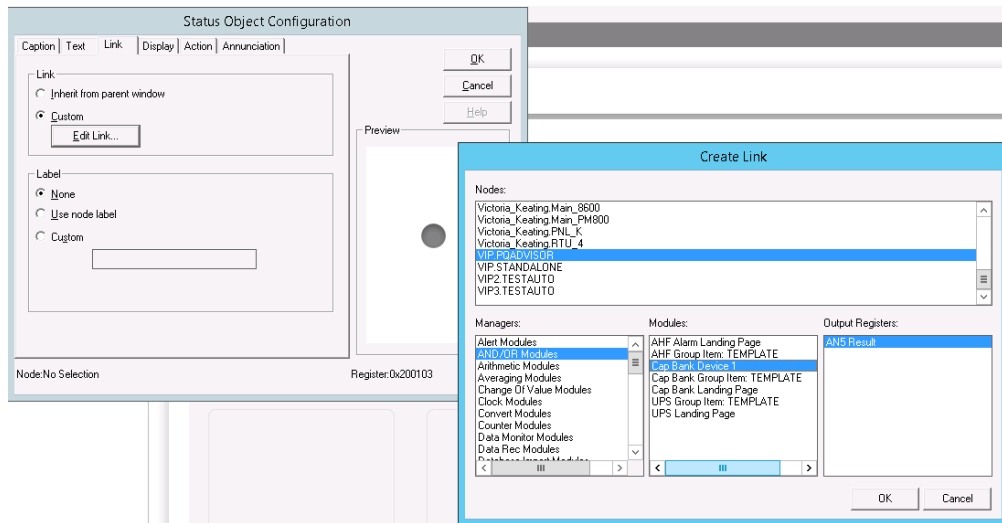 Status Object Configuration
Caption Text Link Display Action Annunciation
OK
Link
Inherit from parent window
Cancel
Custom
Help
Edit Link...
Preview
Create Link
Label
Nodes:
None
Victoria_Keating.Main_8600
Use node label
Victoria_Keating.Main_PM800
Custom
Victoria_Keating.PNL_K
Victoria_Keating.RTU_4
VIP.PQADVISOR
VIP.STANDALONE
VIP2.TESTAUTO
VIP3.TESTAUTO
Managers: Modules: Output Registers:
Alert Modules AHF Alarm Landing Page AN5 Result
AND/OR Modules AHF Group Item: TEMPLATE
Arithmetic Modules Cap Bank Device 1
Node:No Selection Register:0x200103
Averaging Modules Cap Bank Group Item: TEMPLATE
Change Of Value Modules Cap Bank Landing Page
Clock Modules UPS Group Item: TEMPLATE
Convert Modules UPS Landing Page
Counter Modules
Data Monitor Modules
Data Rec Modules
Database Import Modules
OK Cancel